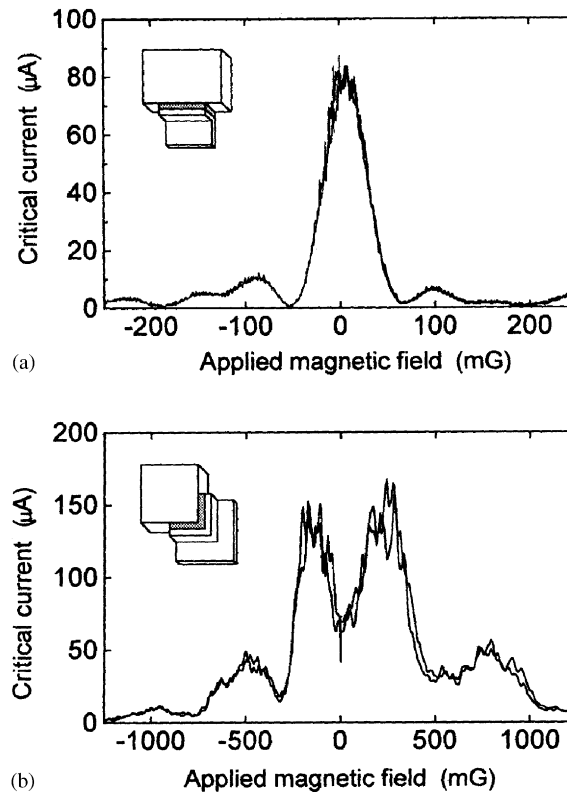 100
80
60
40
20
0
Critical current (µA)
-200 -100 0 100 200
Applied magnetic field (mG)
(a)
200
150
100
50
0
Critical current (µA)
-1000 -500 0 500 1000
Applied magnetic field (mG)
(b)